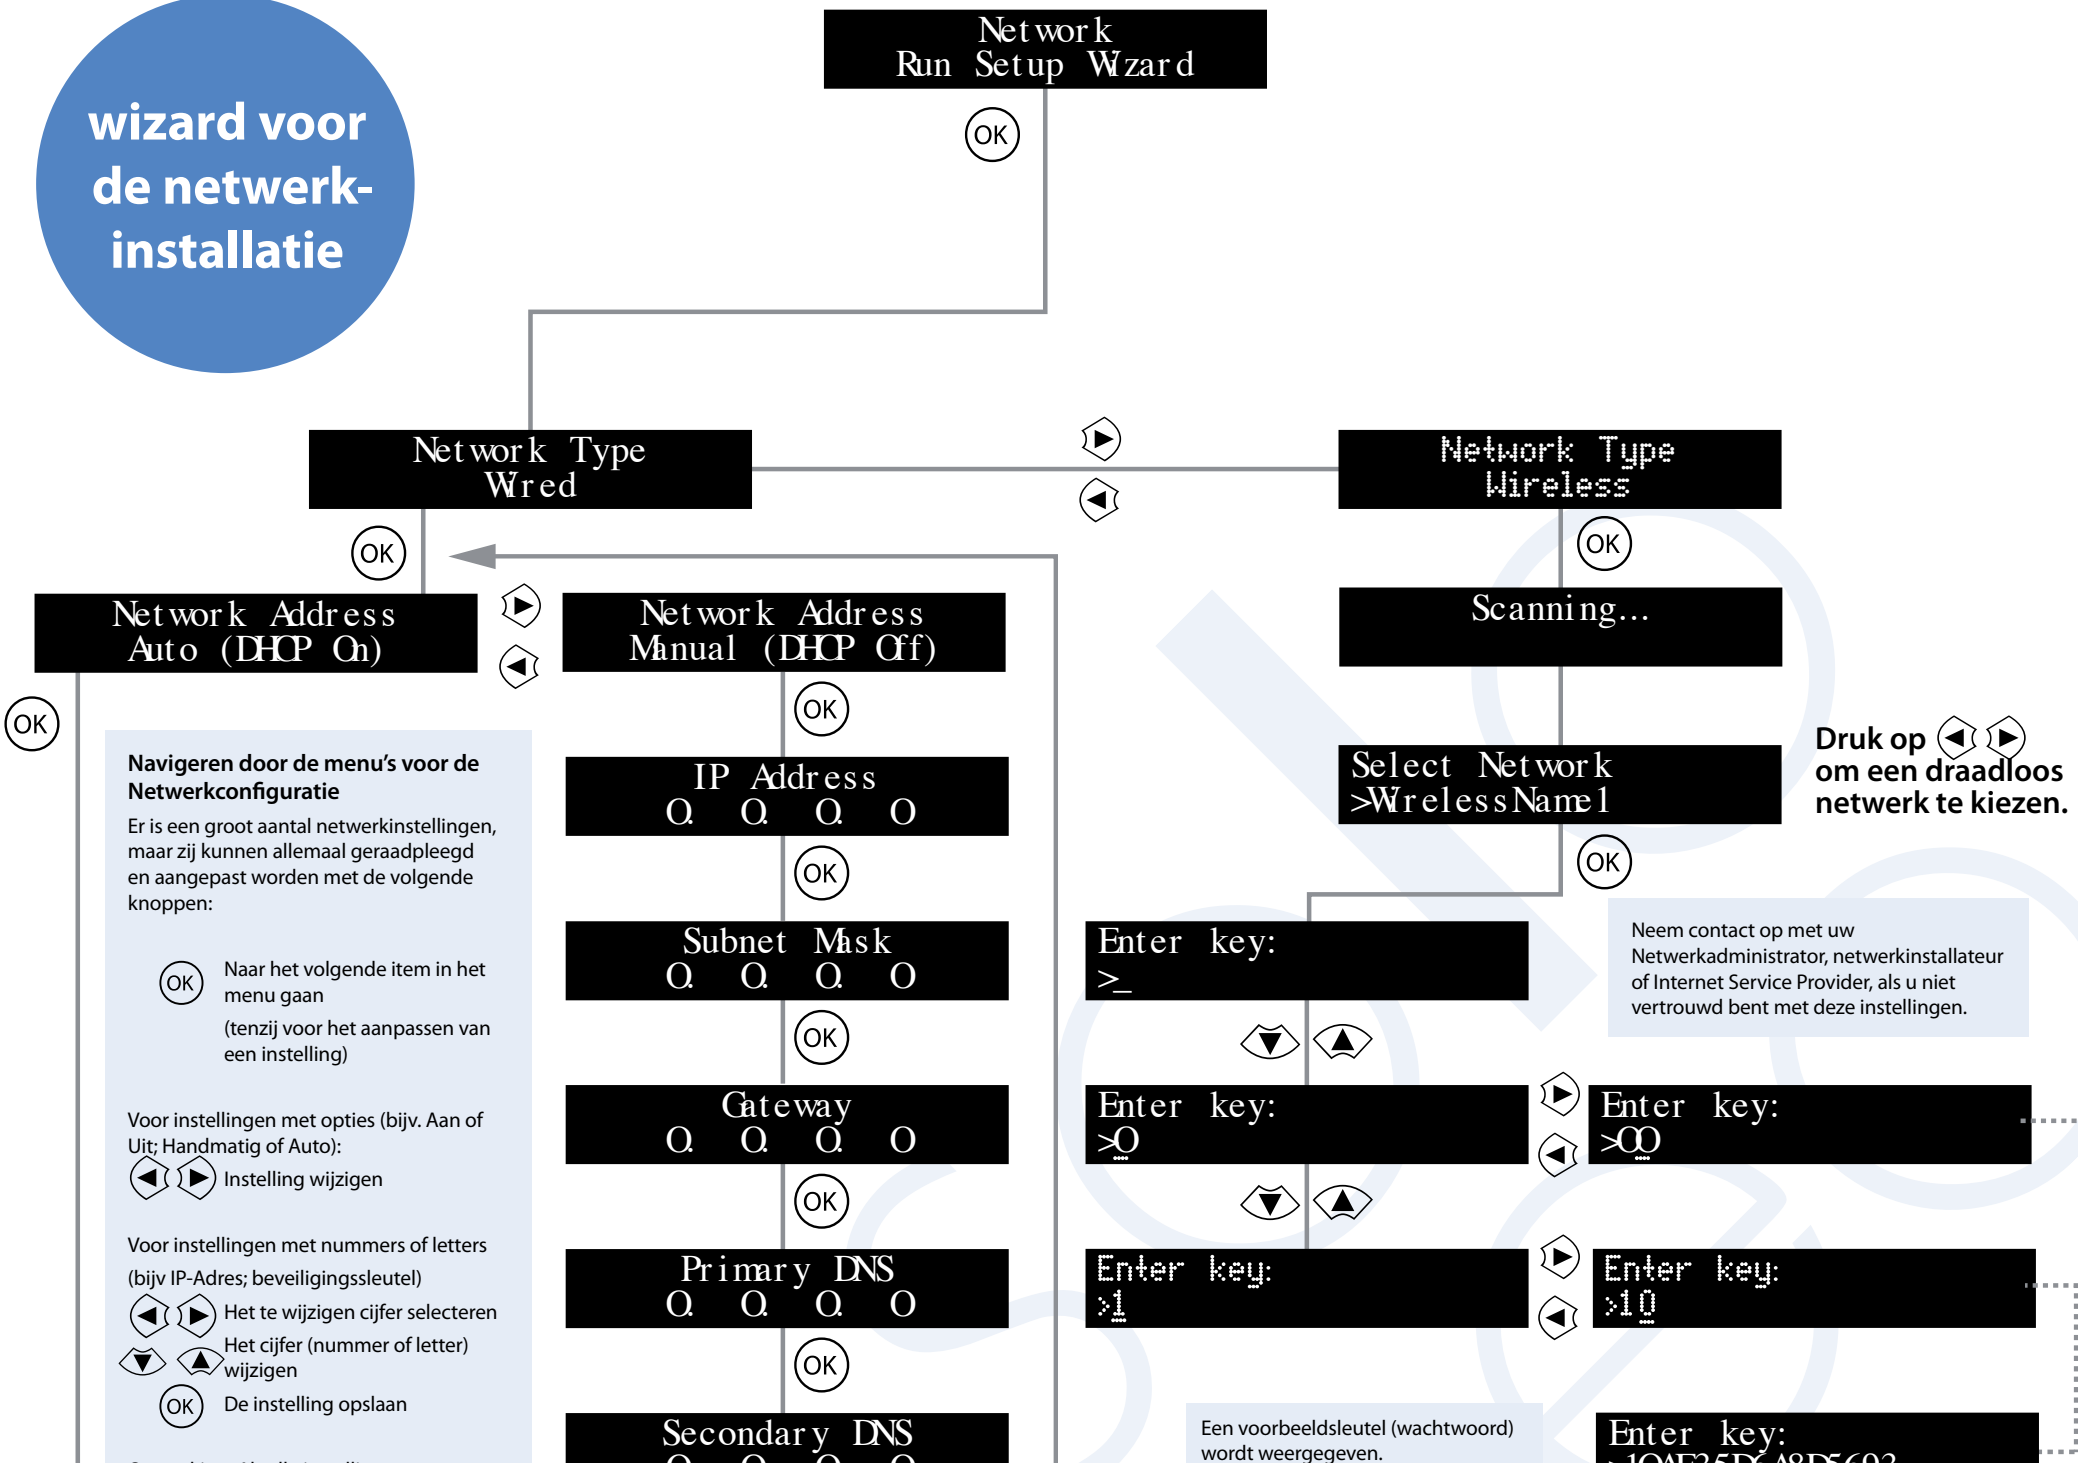 wizard voor
de netwerk-
installatie
Network
Run Setup Wizard
OK
Network Type
Wired
Network Type
Wireless
OK
OK
Network Address
Auto (DHCP On)
Network Address
Manual (DHCP Off)
Scanning...
OK
OK
Navigeren door de menu's voor de
Netwerkconfiguratie
Er is een groot aantal netwerkinstellingen,
maar zij kunnen allemaal geraadpleegd
en aangepast worden met de volgende
knoppen:
OK
Naar het volgende item in het
menu gaan
(tenzij voor het aanpassen van
een instelling)
Voor instellingen met opties (bijv. Aan of
Uit; Handmatig of Auto):
Instelling wijzigen
Voor instellingen met nummers of letters
(bijv IP-Adres; beveiligingssleutel)
Het te wijzigen cijfer selecteren
Het cijfer (nummer of letter)
wijzigen
OK
De instelling opslaan
IP Address
0. 0. 0. 0
OK
Subnet Mask
0. 0. 0. 0
OK
Gateway
0. 0. 0. 0
OK
Primary DNS
0. 0. 0. 0
OK
Secondary DNS
0. 0. 0. 0
Select Network
>WirelessName1
Druk op
om een draadloos
netwerk te kiezen.
OK
Neem contact op met uw
Netwerkadministrator, netwerkinstallateur
of Internet Service Provider, als u niet
vertrouwd bent met deze instellingen.
Enter key:
>_
Enter key:
>0
Enter key:
>00
Enter key:
>1
Enter key:
>10
Een voorbeeldsleutel (wachtwoord)
wordt weergegeven.
Enter key: